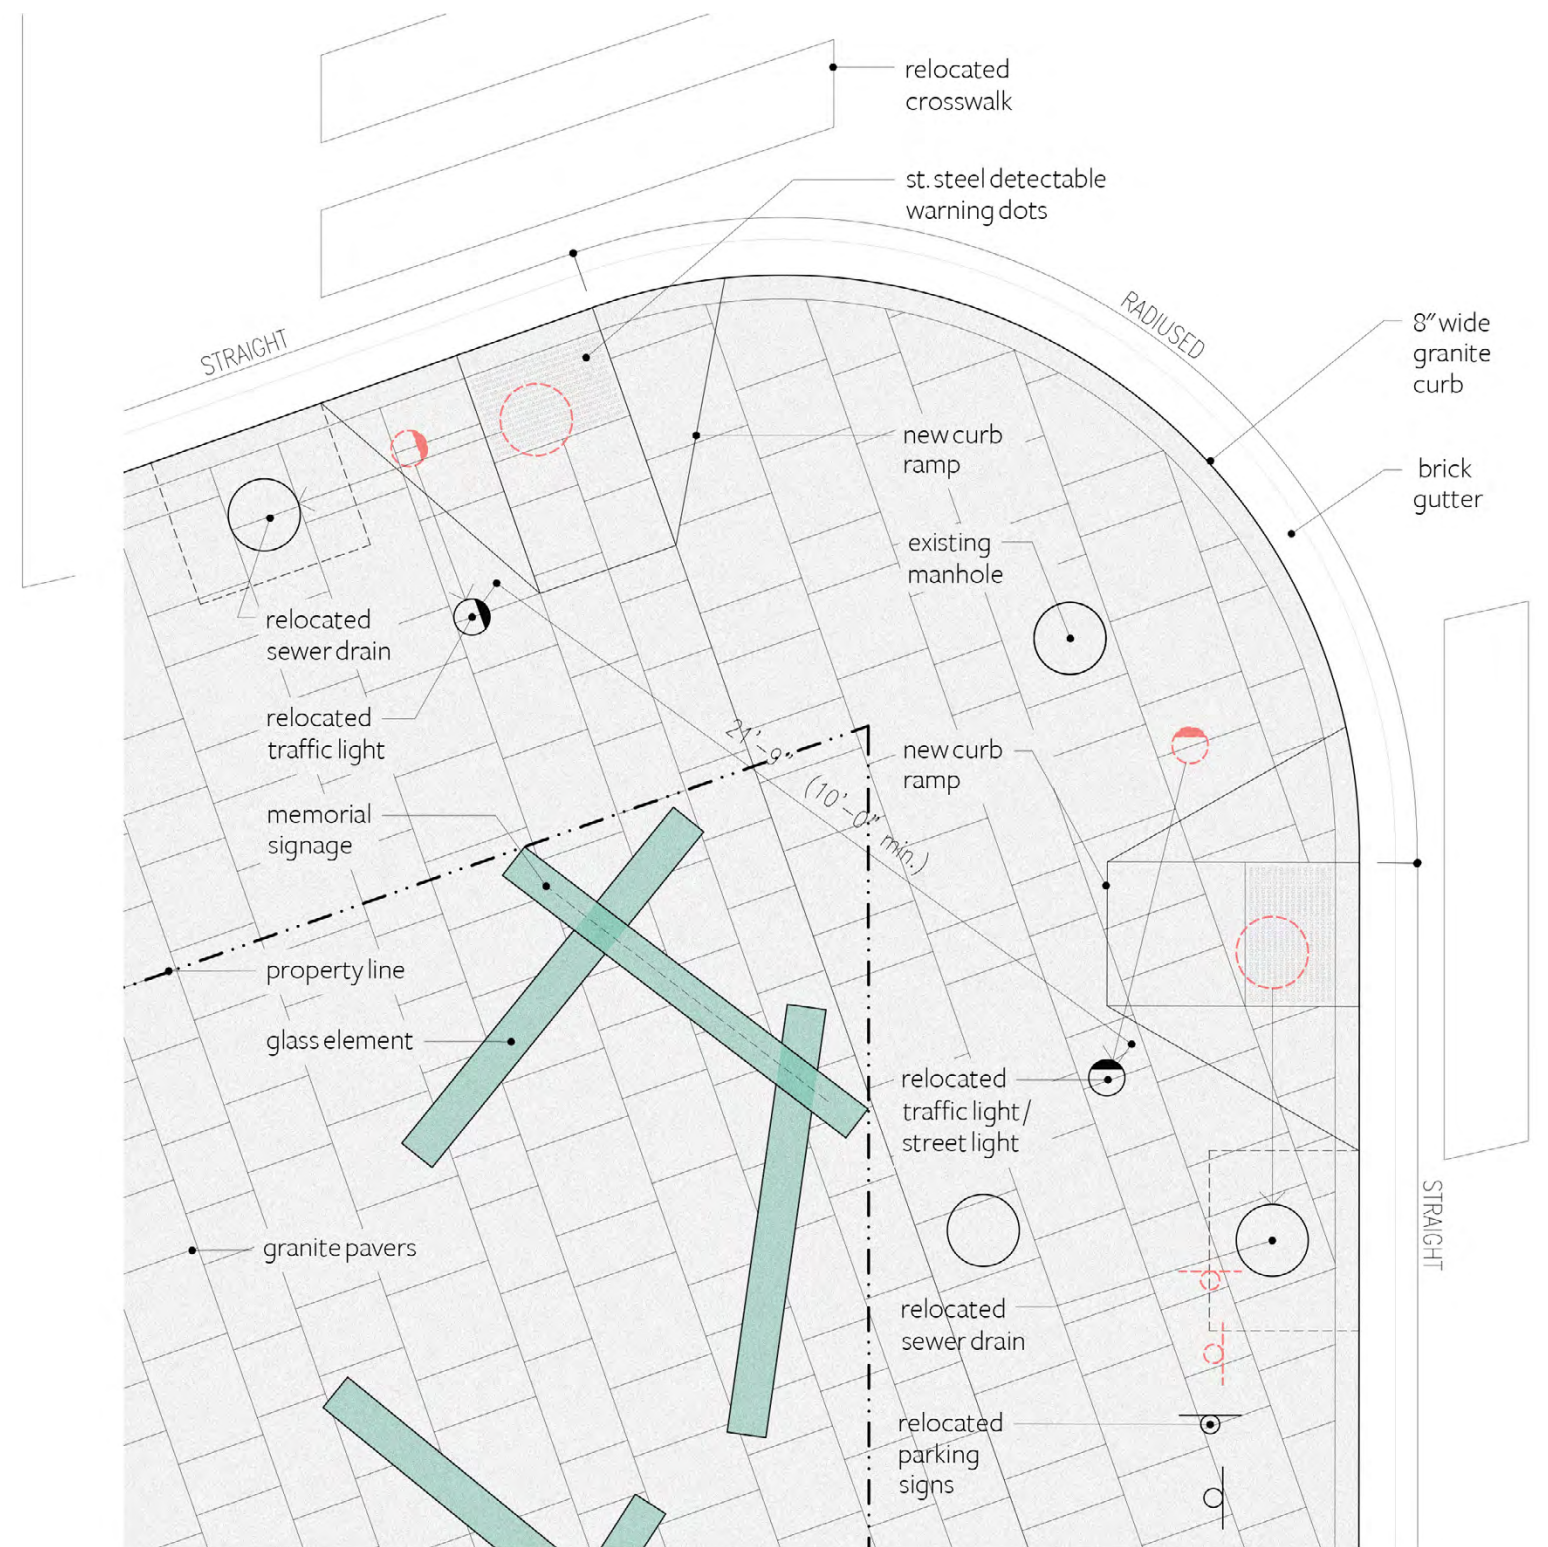 relocated
crosswalk
st. steel detectable
warning dots
STRAIGHT
RADIUSED
8" wide
granite
curb
new curb
ramp
brick
gutter
existing
manhole
relocated
sewer drain
relocated
traffic light
21'-9"
(10'-0" min.)
new curb
ramp
memorial
signage
property line
glass element
relocated
traffic light/
street light
STRAIGHT
granite pavers
relocated
sewer drain
relocated
parking
signs